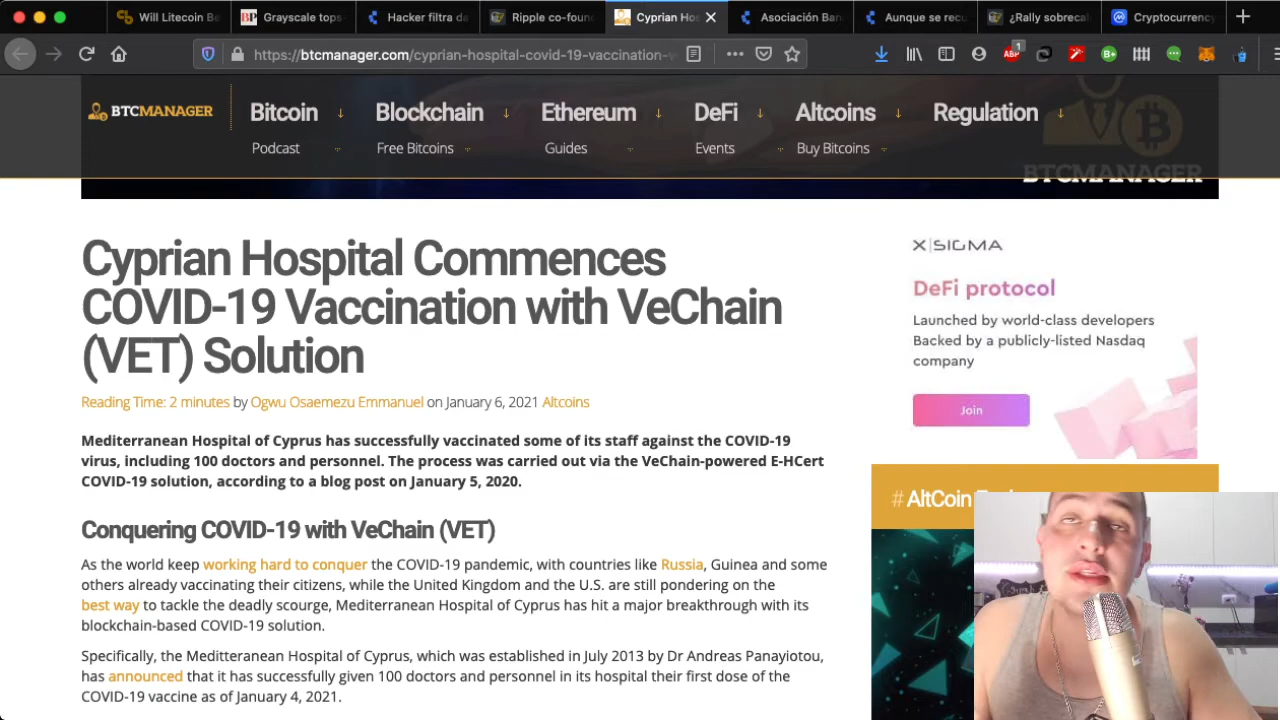 Will Litecoin Be
Grayscale tops
Hacker filtra da
Ripple co-foun
Cyprian Hos
Asociación Ban
Aunque se recu
¿Rally sobrecal
Cryptocurrency
https://btcmanager.com/cyprian-hospital-covid-19-vaccination-
ABP
1
B+
BTCMANAGER
Bitcoin
Blockchain
Ethereum
DeFi
Altcoins
Regulation
Podcast
Free Bitcoins
Guides
Events
Buy Bitcoins
BTCMANAGER
Cyprian Hospital Commences
COVID-19 Vaccination with VeChain
(VET) Solution
Reading Time: 2 minutes by Ogwu Osaemezu Emmanuel on January 6, 2021 Altcoins
Mediterranean Hospital of Cyprus has successfully vaccinated some of its staff against the COVID-19
virus, including 100 doctors and personnel. The process was carried out via the VeChain-powered E-HCert
COVID-19 solution, according to a blog post on January 5, 2020.
Conquering COVID-19 with VeChain (VET)
As the world keep working hard to conquer the COVID-19 pandemic, with countries like Russia, Guinea and some
others already vaccinating their citizens, while the United Kingdom and the U.S. are still pondering on the
best way to tackle the deadly scourge, Mediterranean Hospital of Cyprus has hit a major breakthrough with its
blockchain-based COVID-19 solution.
Specifically, the Meditteranean Hospital of Cyprus, which was established in July 2013 by Dr Andreas Panayiotou,
has announced that it has successfully given 100 doctors and personnel in its hospital their first dose of the
COVID-19 vaccine as of January 4, 2021.
X|SIGMA
DeFi protocol
Launched by world-class developers
Backed by a publicly-listed Nasdaq
company
Join
# AltCoin